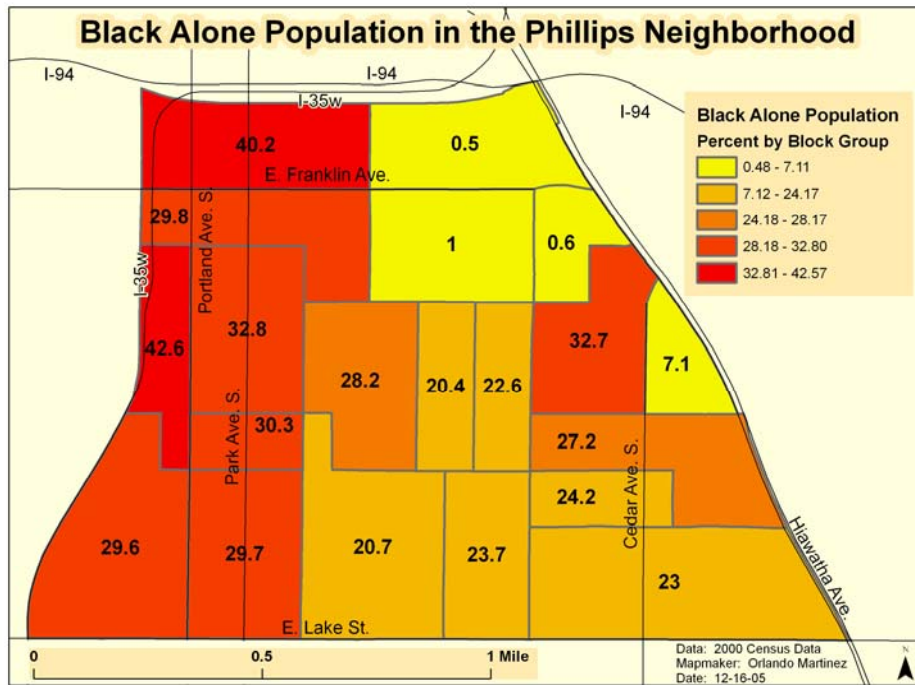 Black Alone Population in the Phillips Neighborhood
I-94
I-94
I-35w
I-94
Black Alone Population
Percent by Block Group
0.48 - 7.11
7.12 - 24.17
24.18 - 28.17
28.18 - 32.80
32.81 - 42.57
40.2
0.5
E. Franklin Ave.
29.8
Portland Ave. S.
1
0.6
I-35w
42.6
32.8
28.2
20.4
22.6
32.7
7.1
Park Ave. S.
30.3
27.2
Cedar Ave. S.
24.2
29.6
29.7
20.7
23.7
23
Hiawatha Ave.
E. Lake St.
0
0.5
1 Mile
Data: 2000 Census Data
Mapmaker: Orlando Martinez
Date: 12-16-05
N